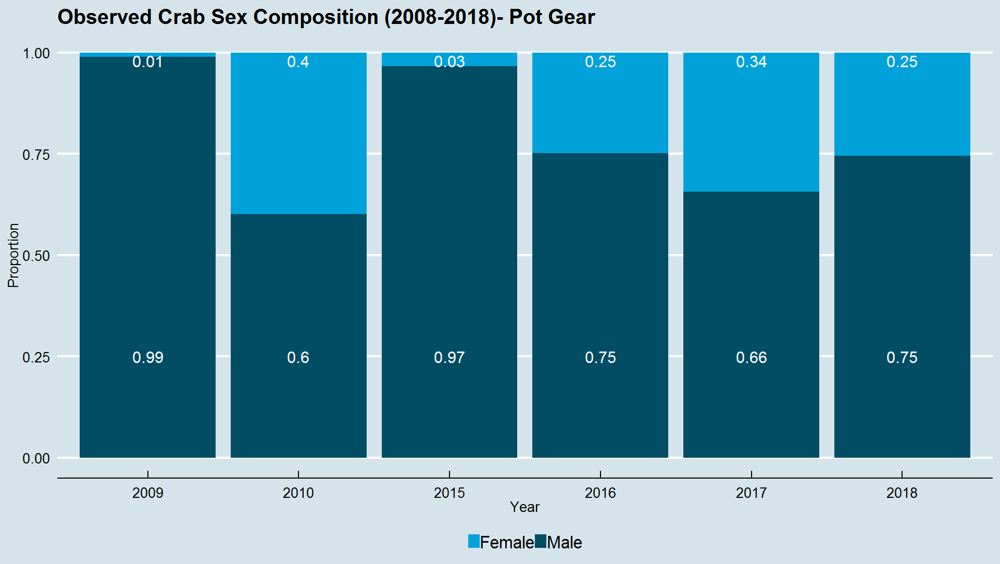 Observed Crab Sex Composition (2008-2018)- Pot Gear
1.00
0.75
0.50
0.25
0.00
Proportion
0.01 0.4 0.03 0.25 0.34 0.25
0.99 0.6 0.97 0.75 0.66 0.75
2009 2010 2015 2016 2017 2018
Year
Female Male